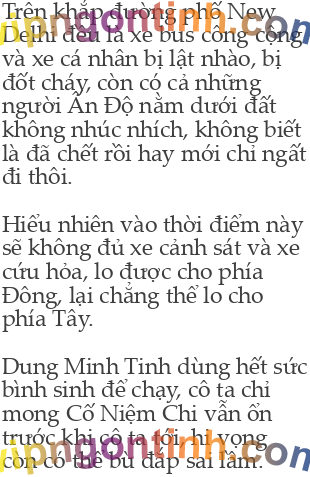 Trên khắp đường phố New
Delhi đều là xe bus công cộng
và xe cá nhân bị lật nhào, bị
đốt cháy, còn có cả những
người Ấn Độ nằm dưới đất
không nhúc nhích, không biết
là đã chết rồi hay mới chỉ ngất
đi thôi.
Hiểu nhiên vào thời điểm này
sẽ không đủ xe cảnh sát và xe
cứu hỏa, lo được cho phía
Đông, lại chẳng thể lo cho
phía Tây.
Dung Minh Tinh dùng hết sức
bình sinh để chạy, cô ta chỉ
mong Cố Niệm Chi vẫn ổn
trước khi cô ta tới, hi vọng
còn có thể bù đắp sai lầm.
vipngontinh.com
vipngontinh.com